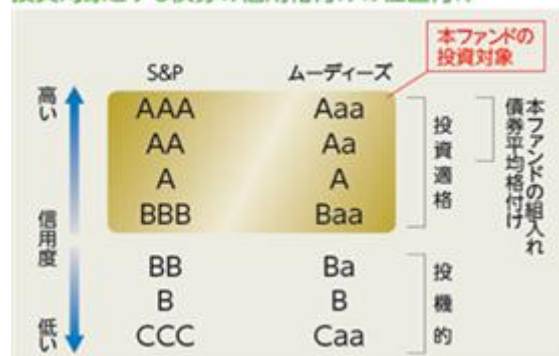 本ファンドの
投資対象
S&P ムーディーズ
高い
信用度
低い
AAA Aaa
AA Aa
A A
BBB Baa
BB Ba
B B
CCC Caa
投資適格
投機的
本ファンドの組入れ
債券平均格付け